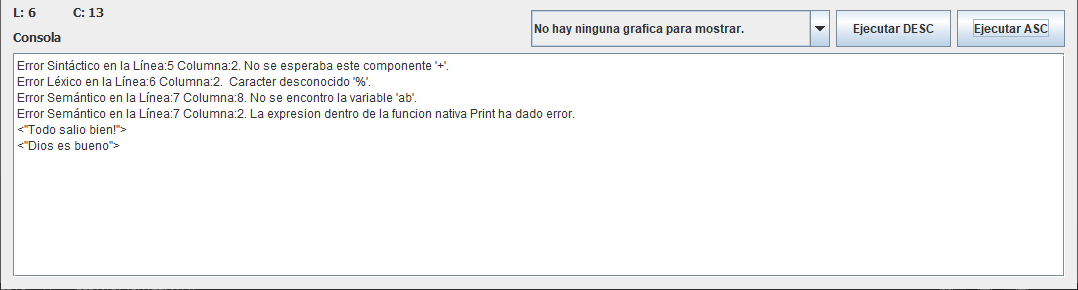 L: 6 C: 13
No hay ninguna grafica para mostrar. Ejecutar DESC Ejecutar ASC
Consola
Error Sintáctico en la Línea:5 Columna:2. No se esperaba este componente '+'.
Error Léxico en la Línea:6 Columna:2.  Caracter desconocido '%'.
Error Semántico en la Línea:7 Columna:8. No se encontro la variable 'ab'.
Error Semántico en la Línea:7 Columna:2. La expresion dentro de la funcion nativa Print ha dado error.
<"Todo salio bien!">
<"Dios es bueno">